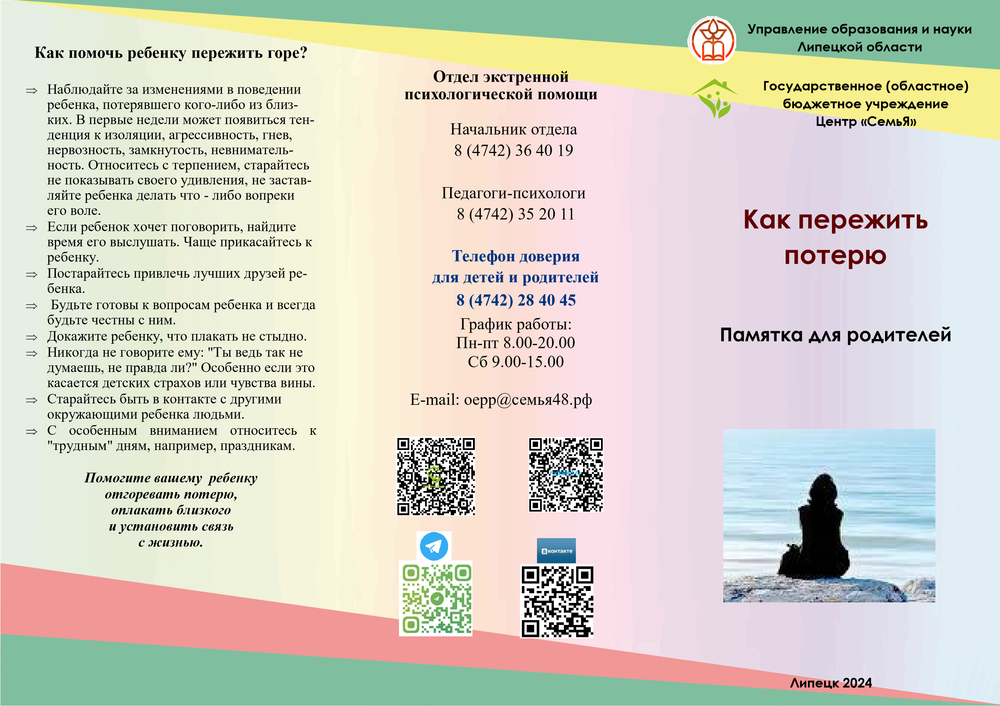 Как помочь ребенку пережить горе?
⇒ Наблюдайте за изменениями в поведении
ребенка, потерявшего кого-либо из близ-
ких. В первые недели может появиться тен-
денция к изоляции, агрессивность, гнев,
нервозность, замкнутость, невниматель-
ность. Относитесь с терпением, старайтесь
не показывать своего удивления, не застав-
ляйте ребенка делать что - либо вопреки
его воле.
⇒ Если ребенок хочет поговорить, найдите
время его выслушать. Чаще прикасайтесь к
ребенку.
⇒ Постарайтесь привлечь лучших друзей ре-
бенка.
⇒ Будьте готовы к вопросам ребенка и всегда
будьте честны с ним.
⇒ Докажите ребенку, что плакать не стыдно.
⇒ Никогда не говорите ему: "Ты ведь так не
думаешь, не правда ли?" Особенно если это
касается детских страхов или чувства вины.
⇒ Старайтесь быть в контакте с другими
окружающими ребенка людьми.
⇒ С особенным вниманием относитесь к
"трудным" дням, например, праздникам.
Помогите вашему ребенку
отгоревать потерю,
оплакать близкого
и установить связь
с жизнью.
Отдел экстренной
психологической помощи
Начальник отдела
8 (4742) 36 40 19
Педагоги-психологи
8 (4742) 35 20 11
Телефон доверия
для детей и родителей
8 (4742) 28 40 45
График работы:
Пн-пт 8.00-20.00
Сб 9.00-15.00
E-mail: oepp@семья48.рф
roditel48.ru
В контакте
Управление образования и науки
Липецкой области
Государственное (областное)
бюджетное учреждение
Центр «СемьЯ»
Как пережить
потерю
Памятка для родителей
Липецк 2024